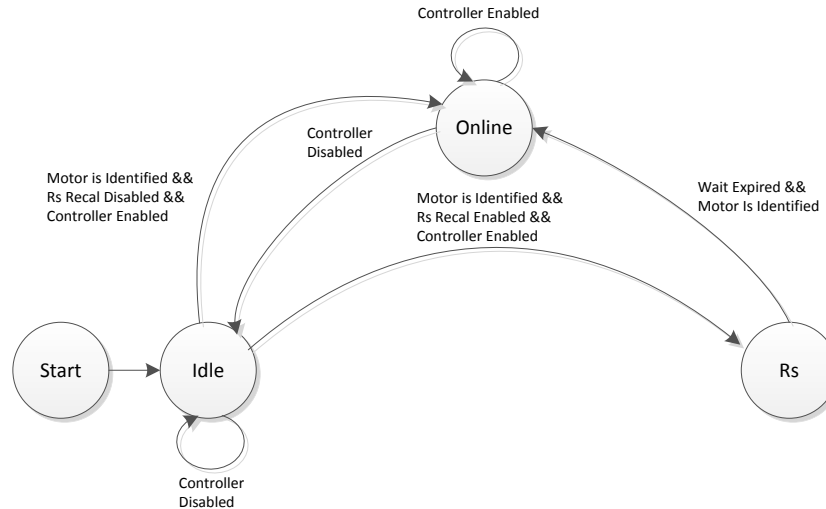 Controller Enabled
Online
Controller
Disabled
Motor is Identified &&
Rs Recal Disabled &&
Controller Enabled
Motor is Identified &&
Rs Recal Enabled &&
Controller Enabled
Wait Expired &&
Motor Is Identified
Start
Idle
Rs
Controller
Disabled